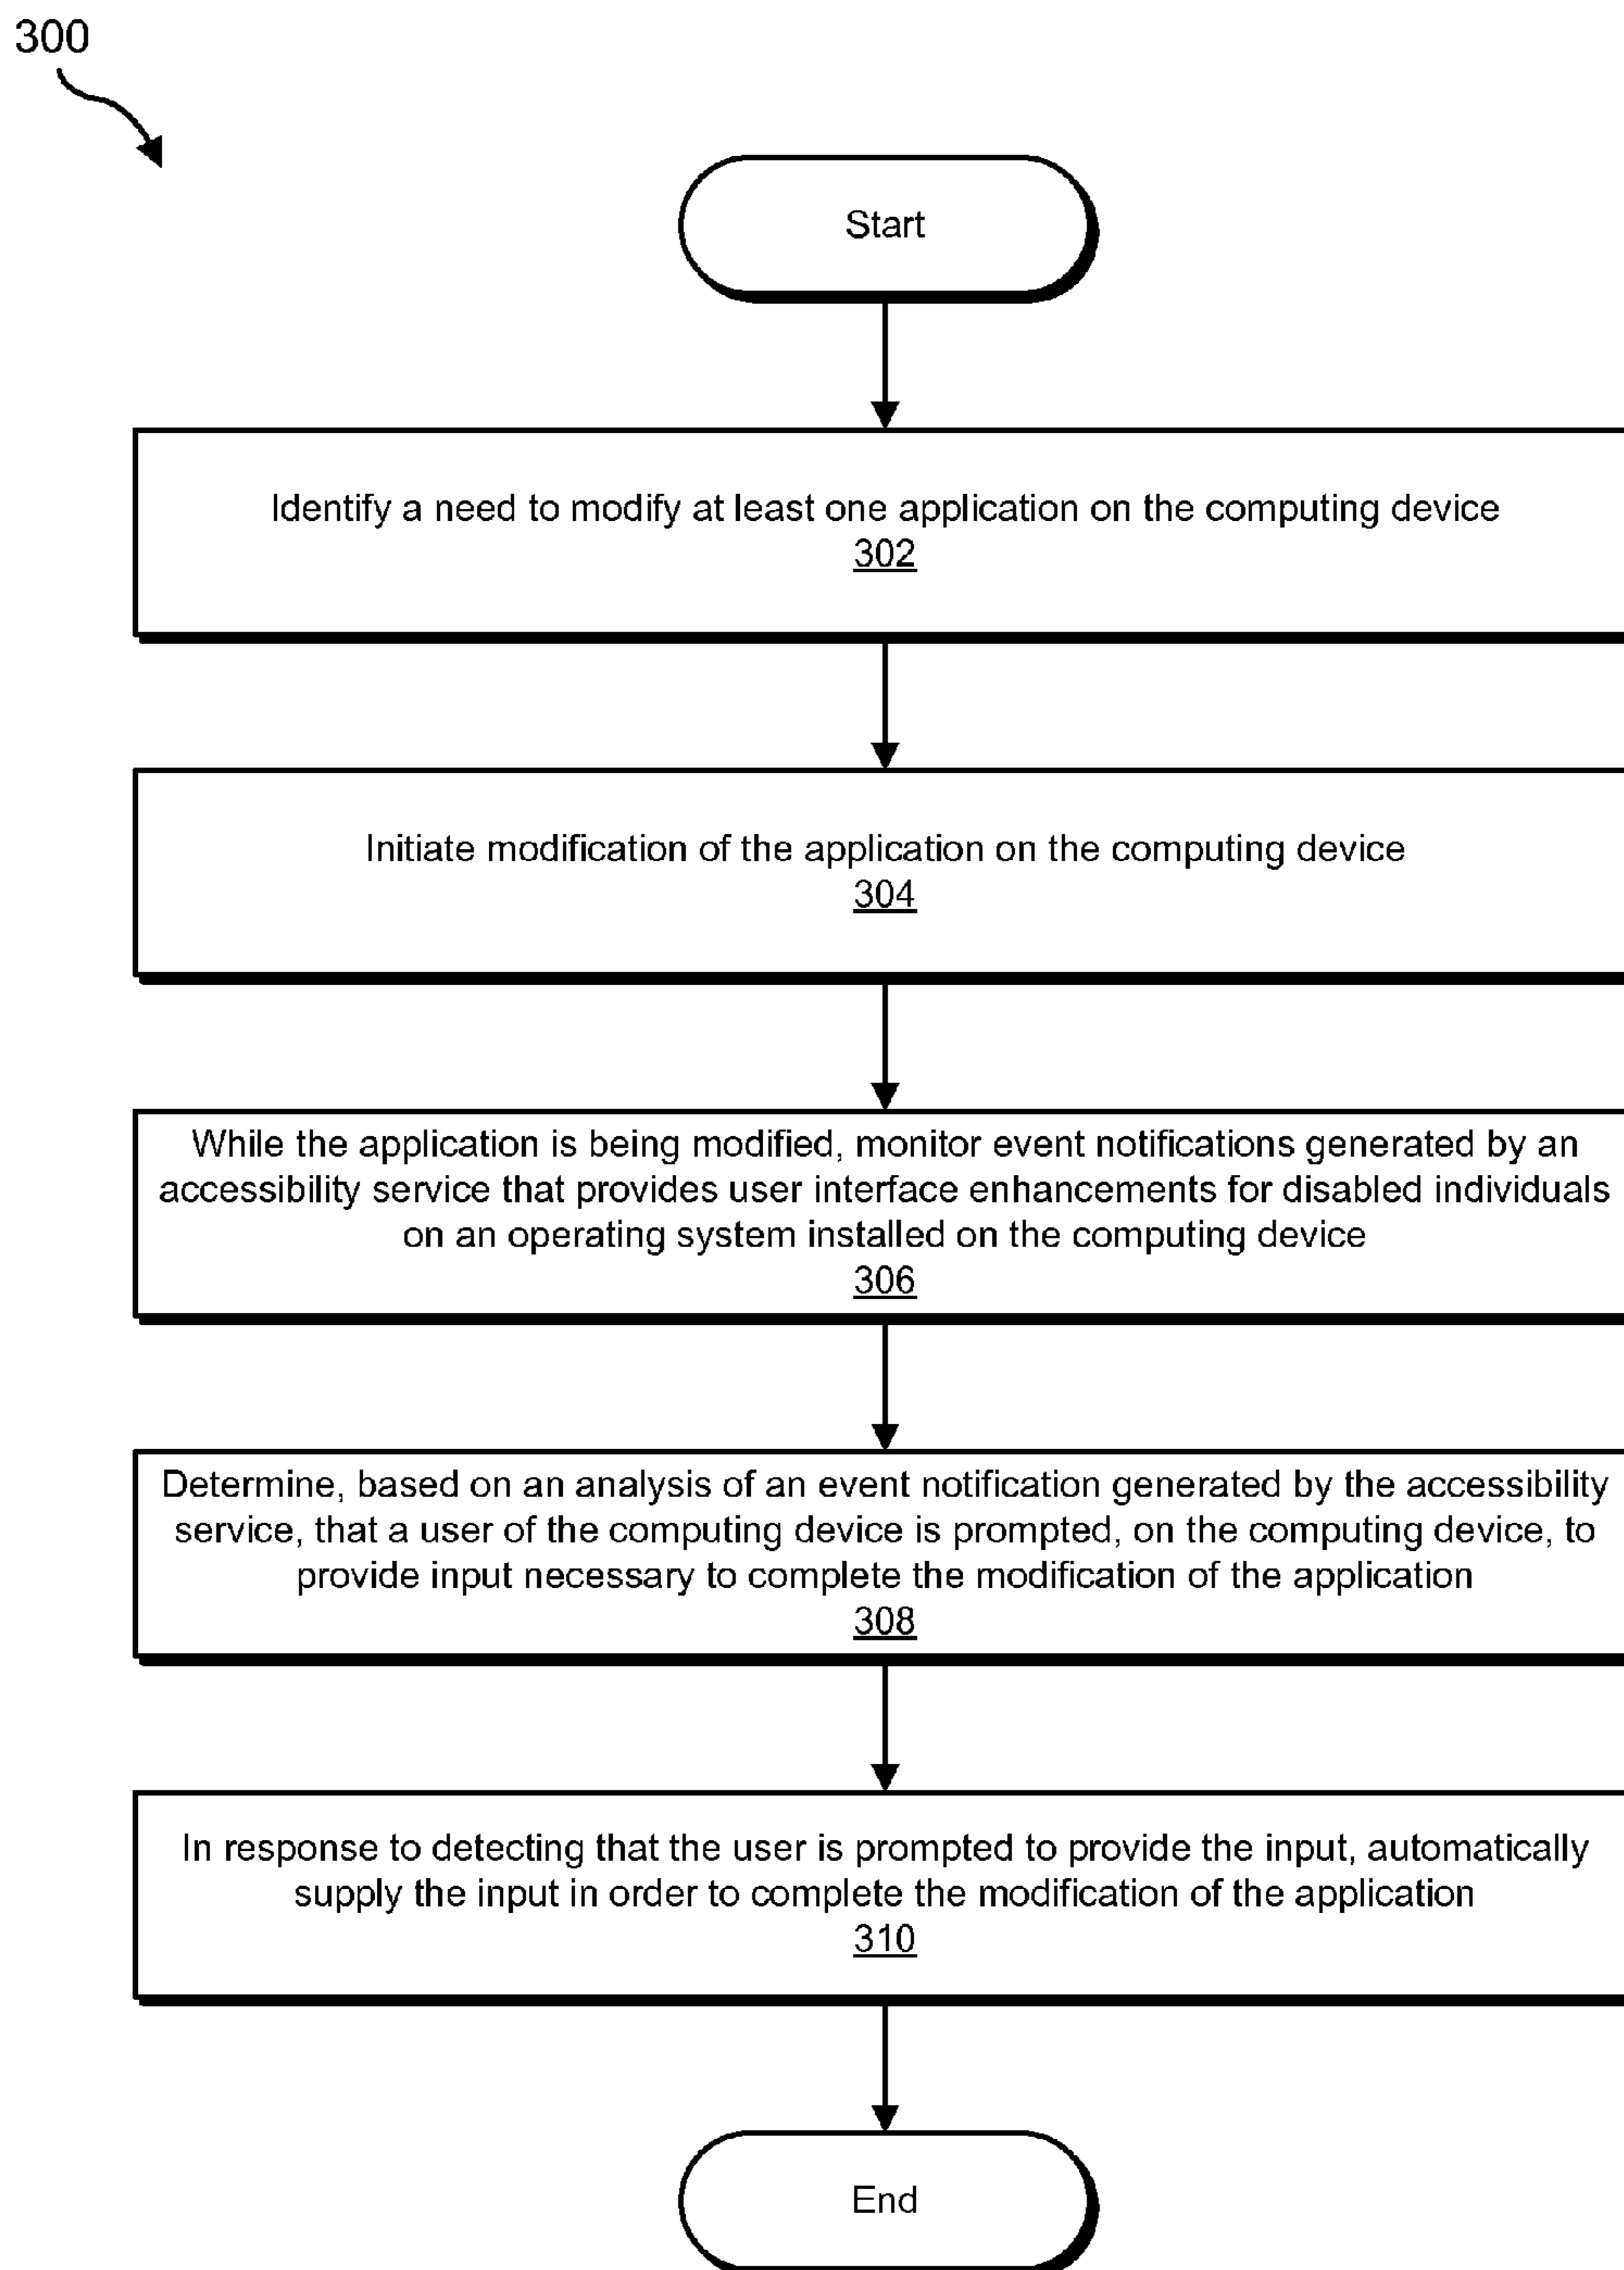 300
Start
Identify a need to modify at least one application on the computing device
302
Initiate modification of the application on the computing device
304
While the application is being modified, monitor event notifications generated by an
accessibility service that provides user interface enhancements for disabled individuals
on an operating system installed on the computing device
306
Determine, based on an analysis of an event notification generated by the accessibility
service, that a user of the computing device is prompted, on the computing device, to
provide input necessary to complete the modification of the application
308
In response to detecting that the user is prompted to provide the input, automatically
supply the input in order to complete the modification of the application
310
End